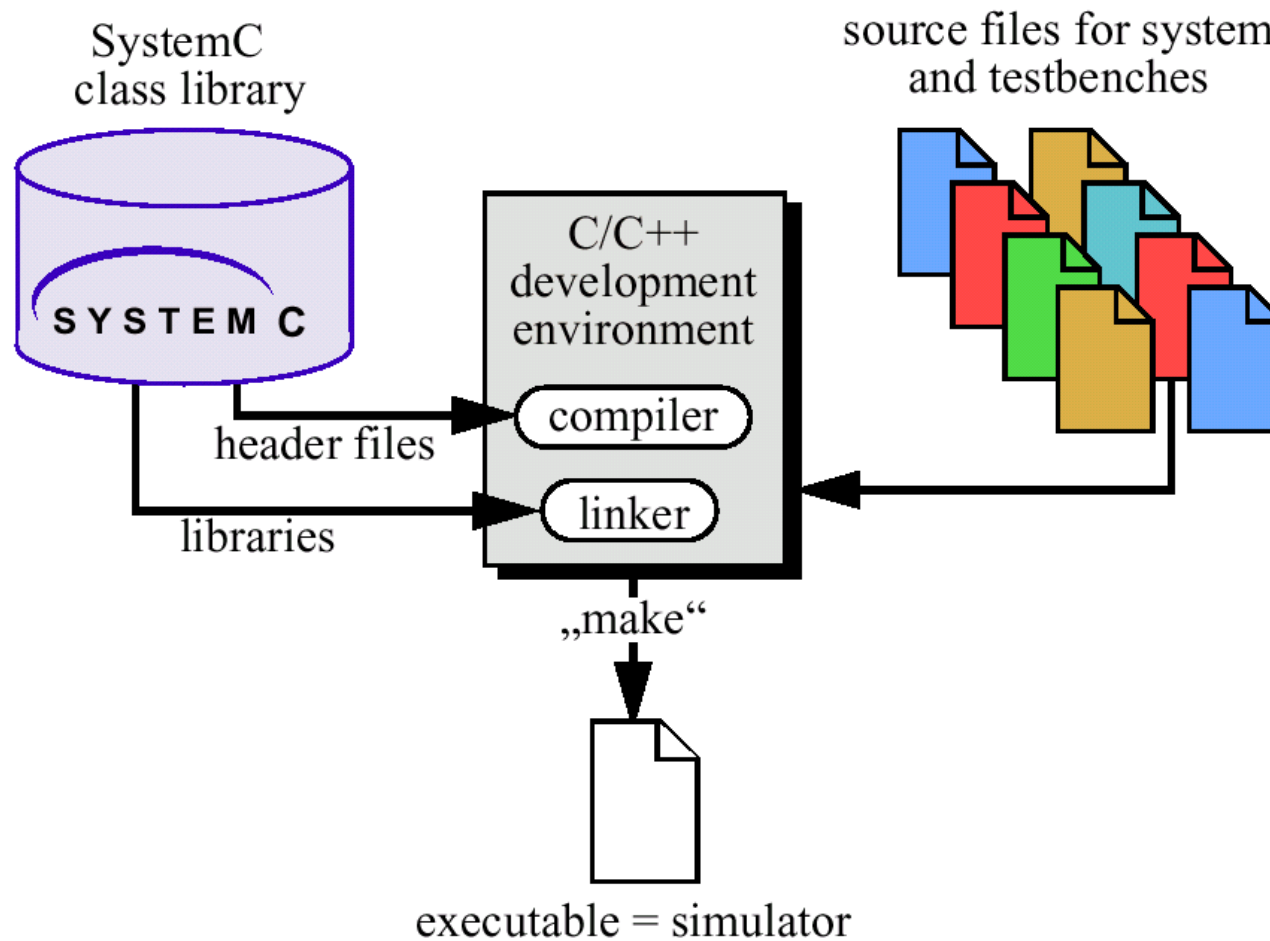 SystemC
class library
source files for system
and testbenches
SYSTEM C
C/C++
development
environment
compiler
header files
linker
libraries
„make“
executable = simulator